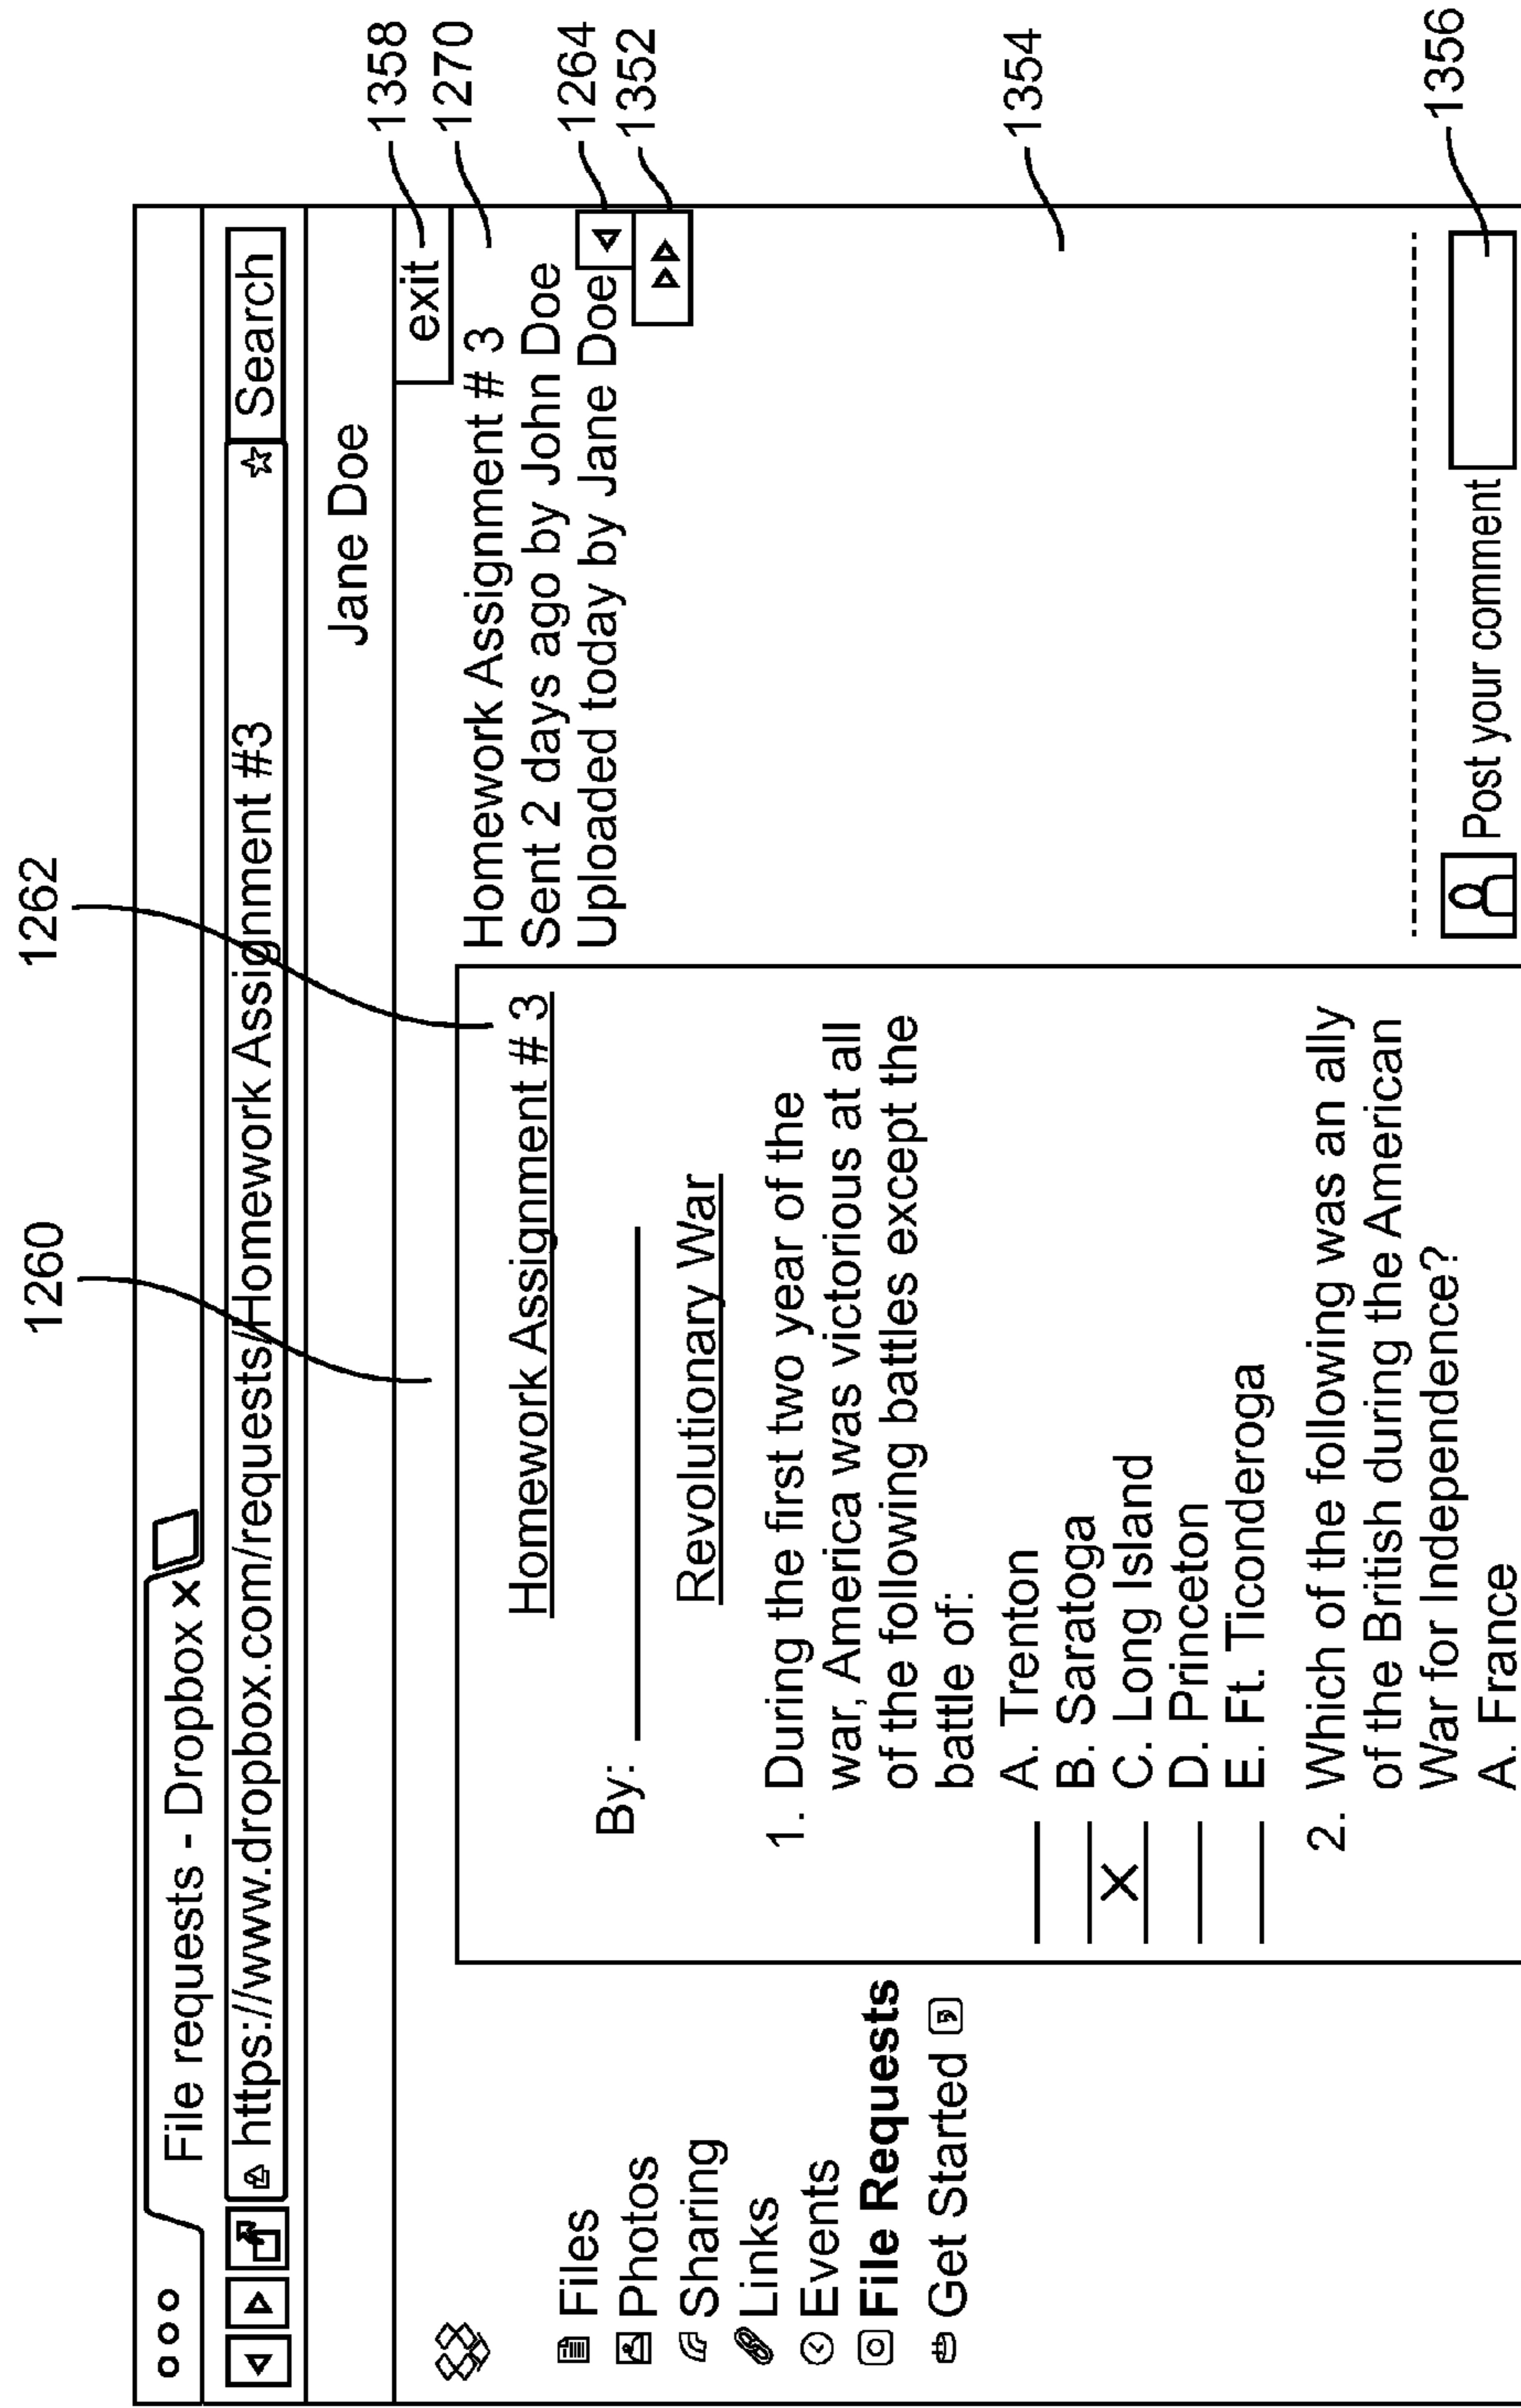 1260
1262
File requests - Dropbox X
https://www.dropbox.com/requests/Homework Assignment #3
Search
Jane Doe
exit
1358
Files
Photos
Sharing
Links
Events
File Requests
Get Started
Homework Assignment # 3
By:
Revolutionary War
1. During the first two year of the
war, America was victorious at all
of the following battles except the
battle of:
A. Trenton
B. Saratoga
X C. Long Island
D. Princeton
E. Ft. Ticonderoga
2. Which of the following was an ally
of the British during the American
War for Independence?
A. France
Homework Assignment # 3
1270
Sent 2 days ago by John Doe
Uploaded today by Jane Doe
1264
1352
1354
Post your comment
1356